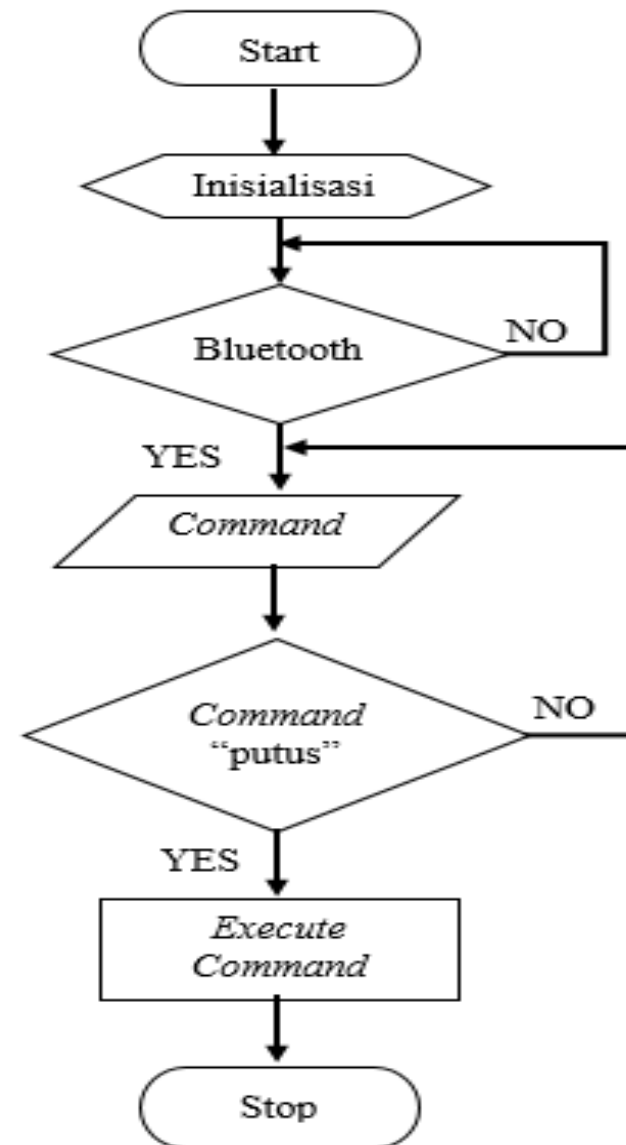 Start
Inisialisasi
Bluetooth
NO
YES
Command
Command
“putus”
NO
YES
Execute
Command
Stop